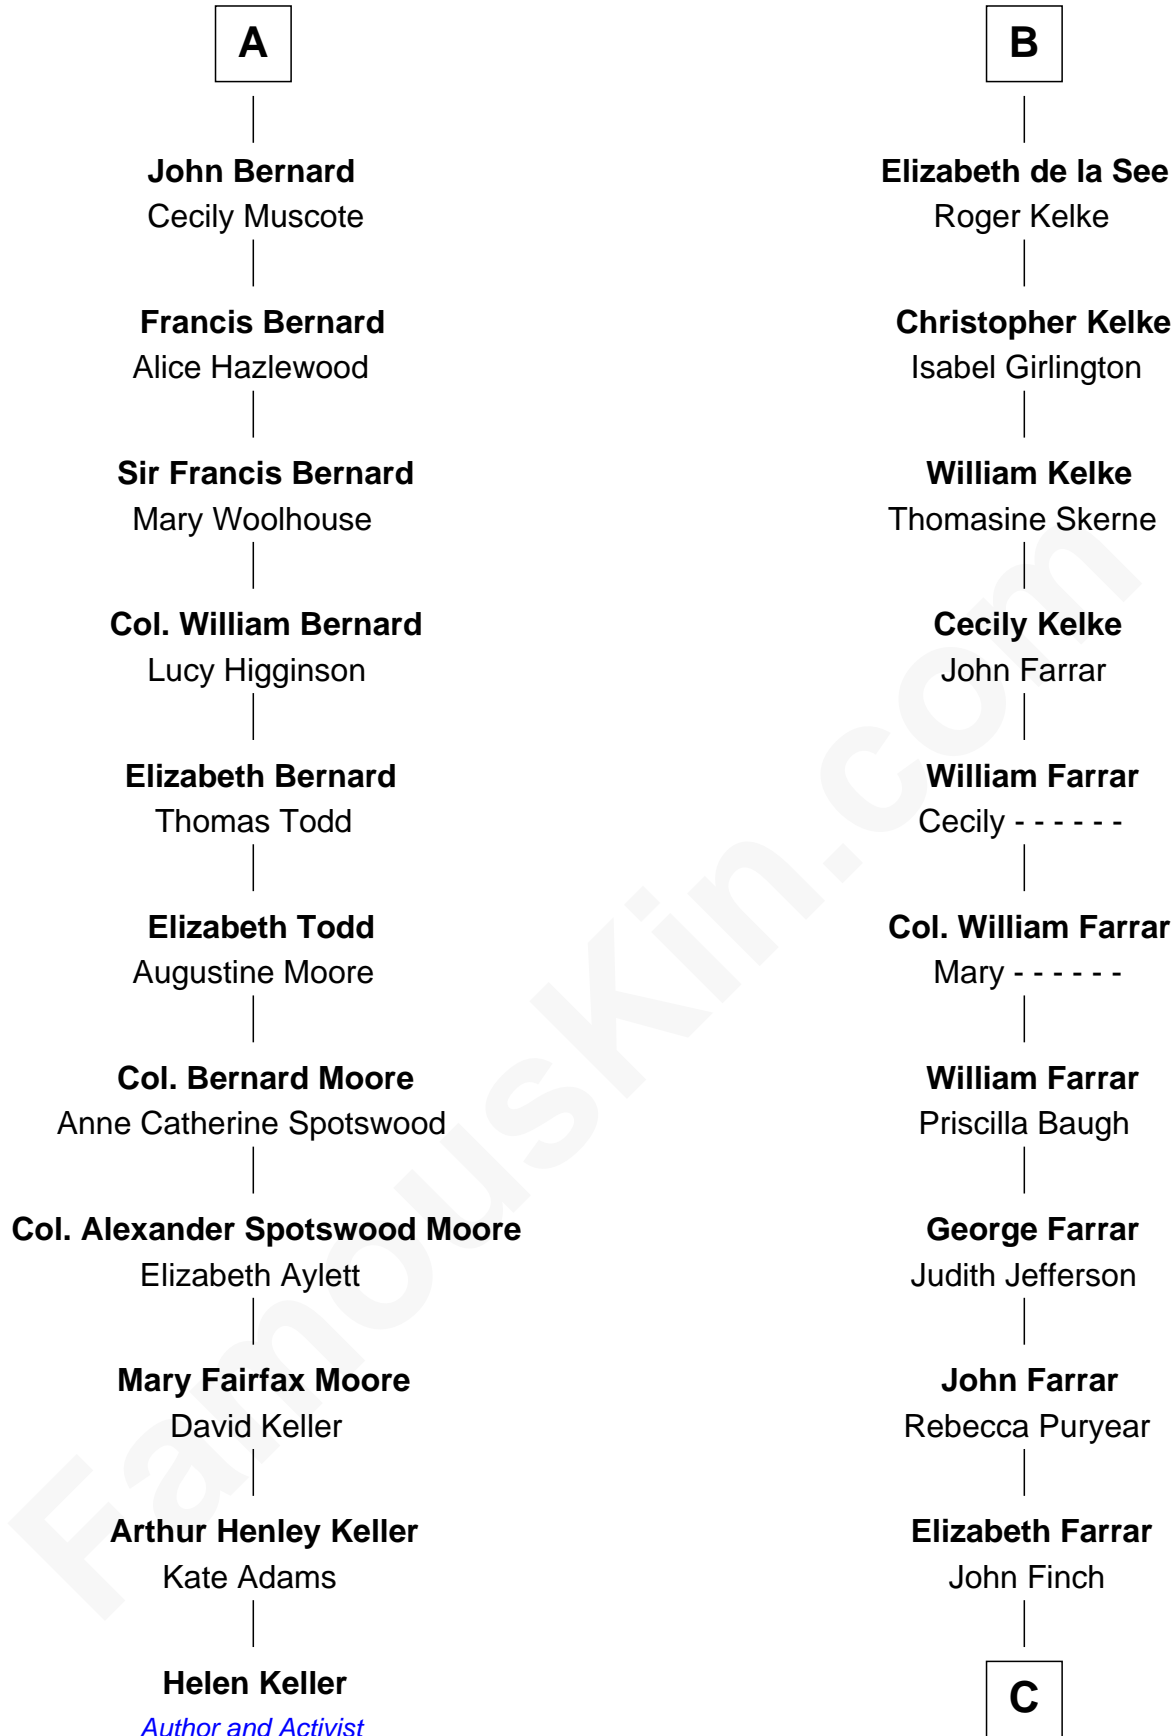 A
John Bernard
Cecily Muscote
Francis Bernard
Alice Hazlewood
Sir Francis Bernard
Mary Woolhouse
Col. William Bernard
Lucy Higginson
Elizabeth Bernard
Thomas Todd
Elizabeth Todd
Augustine Moore
Col. Bernard Moore
Anne Catherine Spotswood
Col. Alexander Spotswood Moore
Elizabeth Aylett
Mary Fairfax Moore
David Keller
Arthur Henley Keller
Kate Adams
Helen Keller
Author and Activist
B
Elizabeth de la See
Roger Kelke
Christopher Kelke
Isabel Girlington
William Kelke
Thomasine Skerne
Cecily Kelke
John Farrar
William Farrar
Cecily - - - - - -
Col. William Farrar
Mary - - - - - -
William Farrar
Priscilla Baugh
George Farrar
Judith Jefferson
John Farrar
Rebecca Puryear
Elizabeth Farrar
John Finch
C
FamousKin.com